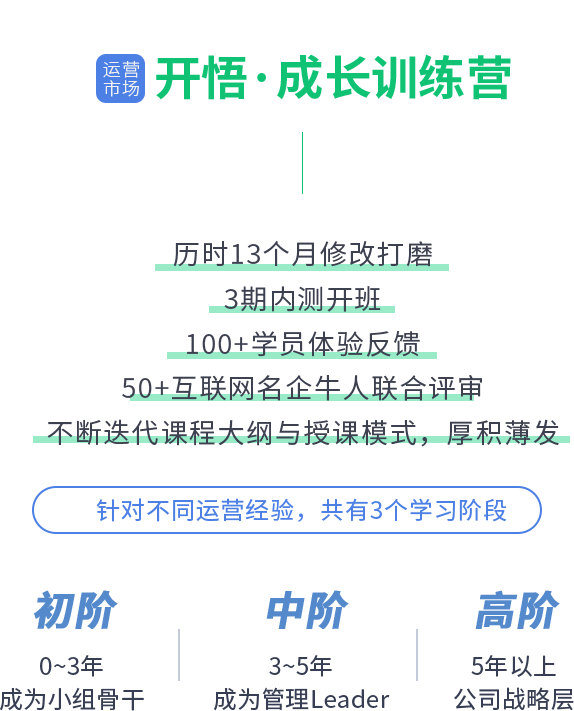 运营
市场
开悟·成长训练营
历时13个月修改打磨
3期内测开班
100+学员体验反馈
50+互联网名企牛人联合评审
不断迭代课程大纲与授课模式，厚积薄发
针对不同运营经验，共有3个学习阶段
初阶 中阶 高阶
0~3年 3~5年 5年以上
成为小组骨干 成为管理Leader 公司战略层